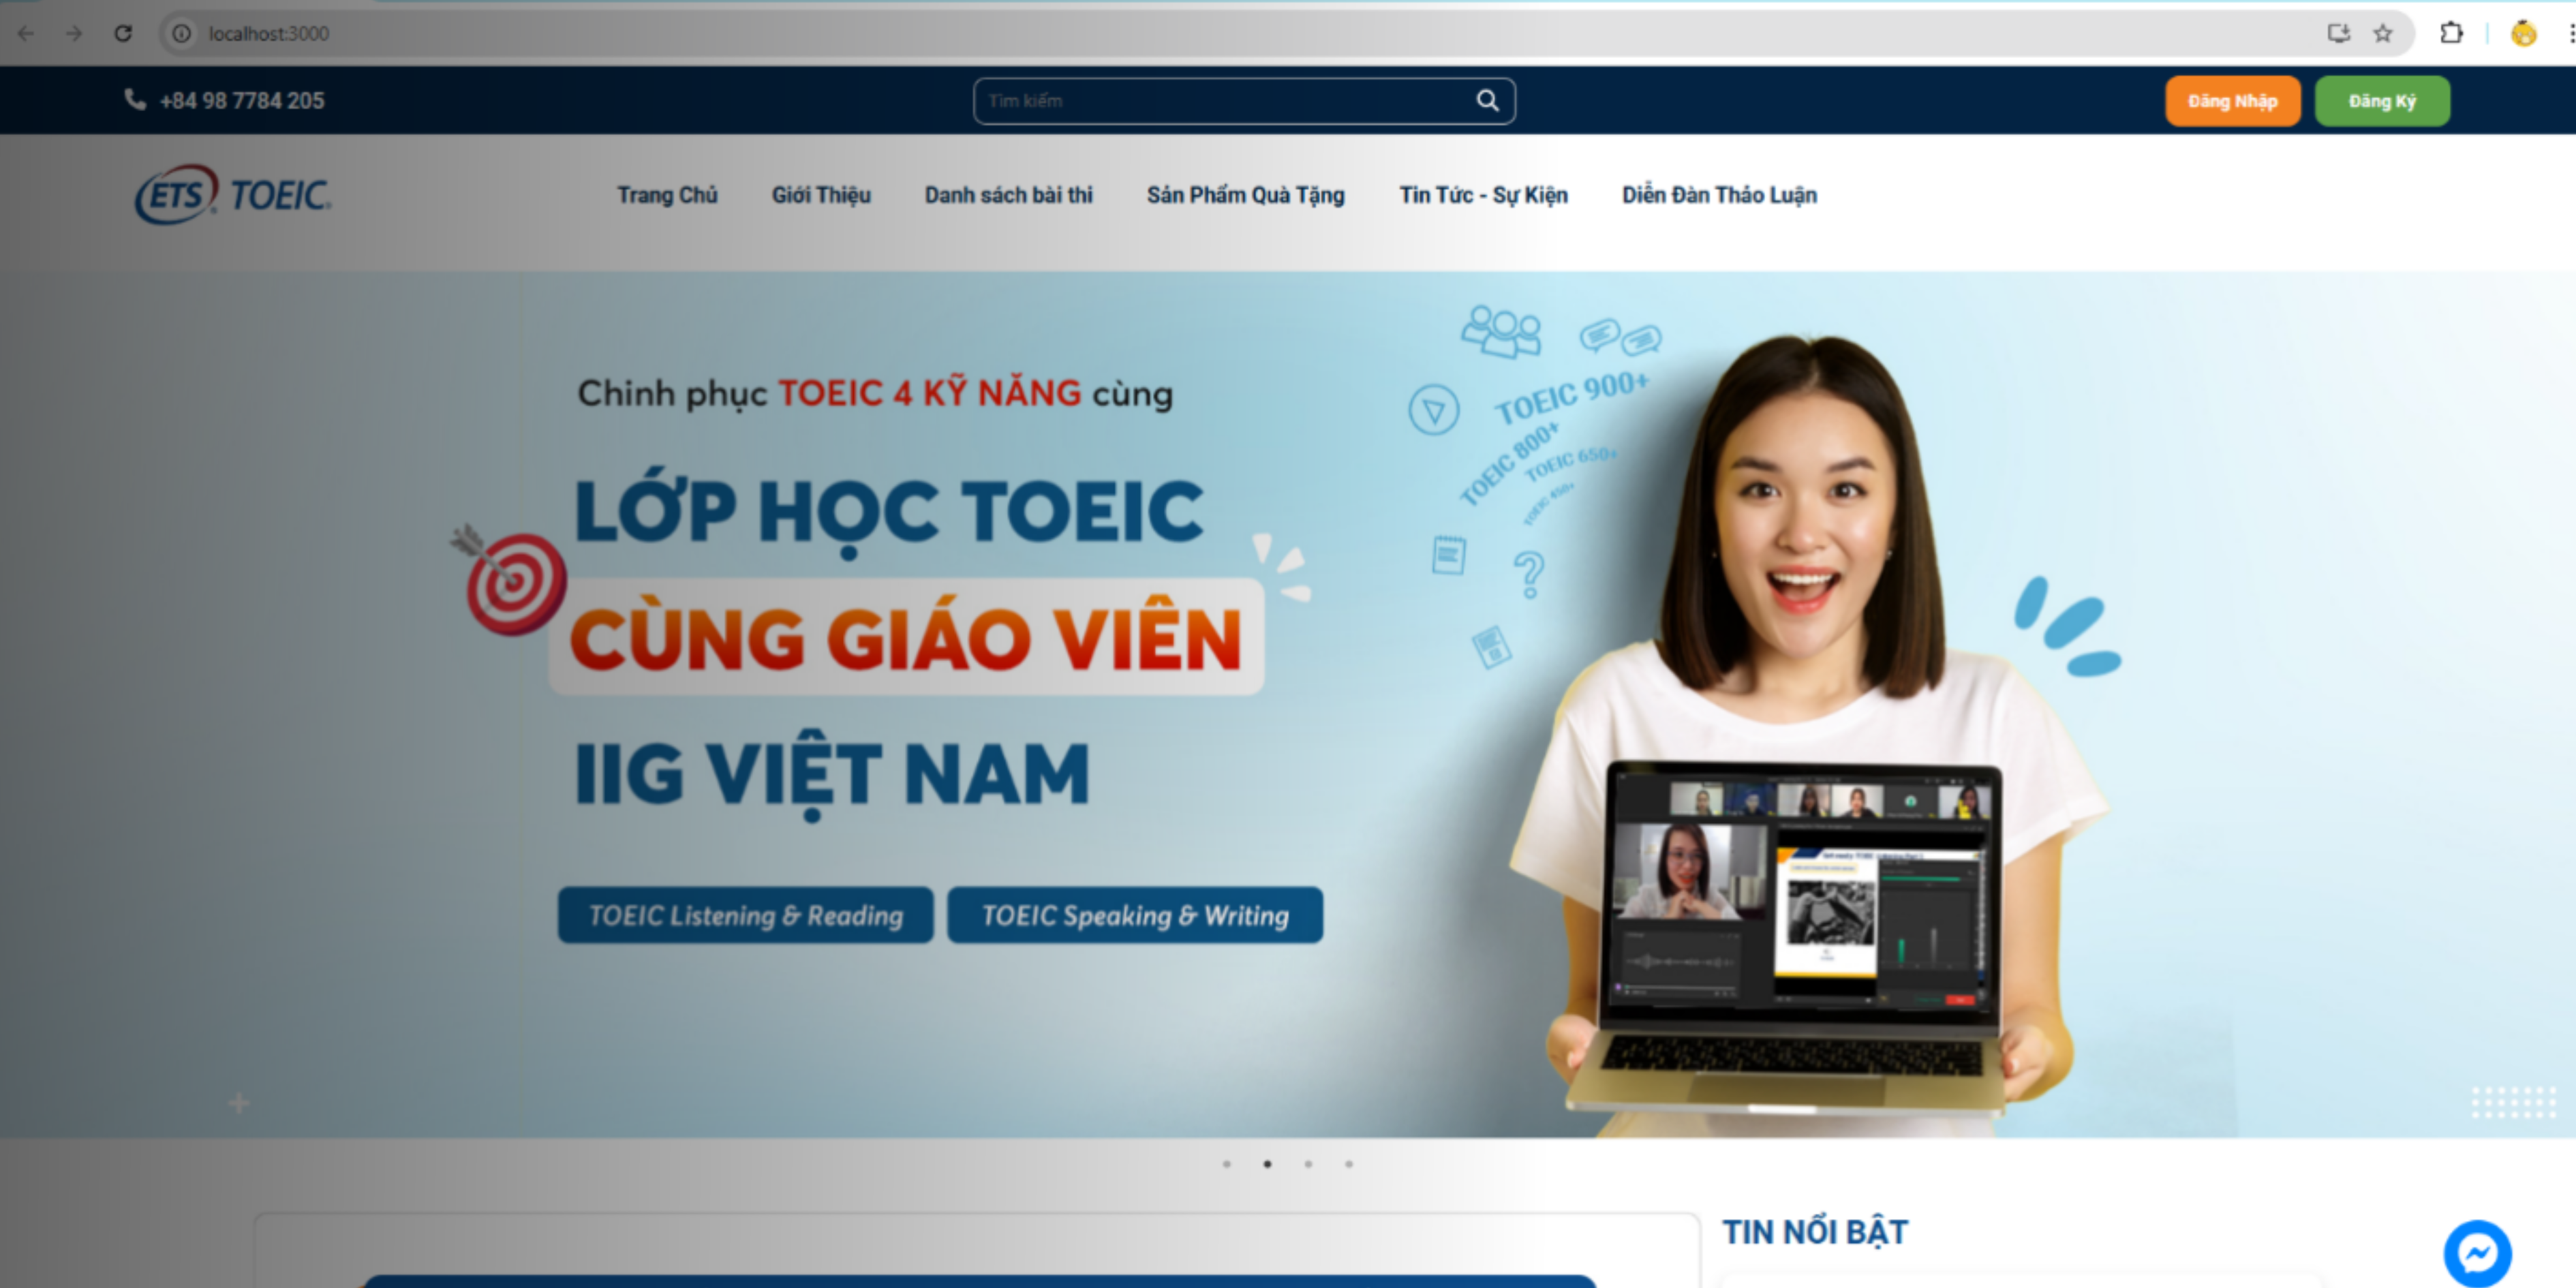 localhost:3000
+84 98 7784 205
Tìm kiếm
Đăng Nhập
Đăng Ký
ETS TOEIC
Trang Chủ
Giới Thiệu
Danh sách bài thi
Sản Phẩm Quà Tặng
Tin Tức - Sự Kiện
Diễn Đàn Thảo Luận
Chinh phục TOEIC 4 KỸ NĂNG cùng
LỚP HỌC TOEIC
CÙNG GIÁO VIÊN
IIG VIỆT NAM
TOEIC Listening & Reading
TOEIC Speaking & Writing
TOEIC 900+
TOEIC 800+
TOEIC 650+
TOEIC 450+
TIN NỔI BẬT